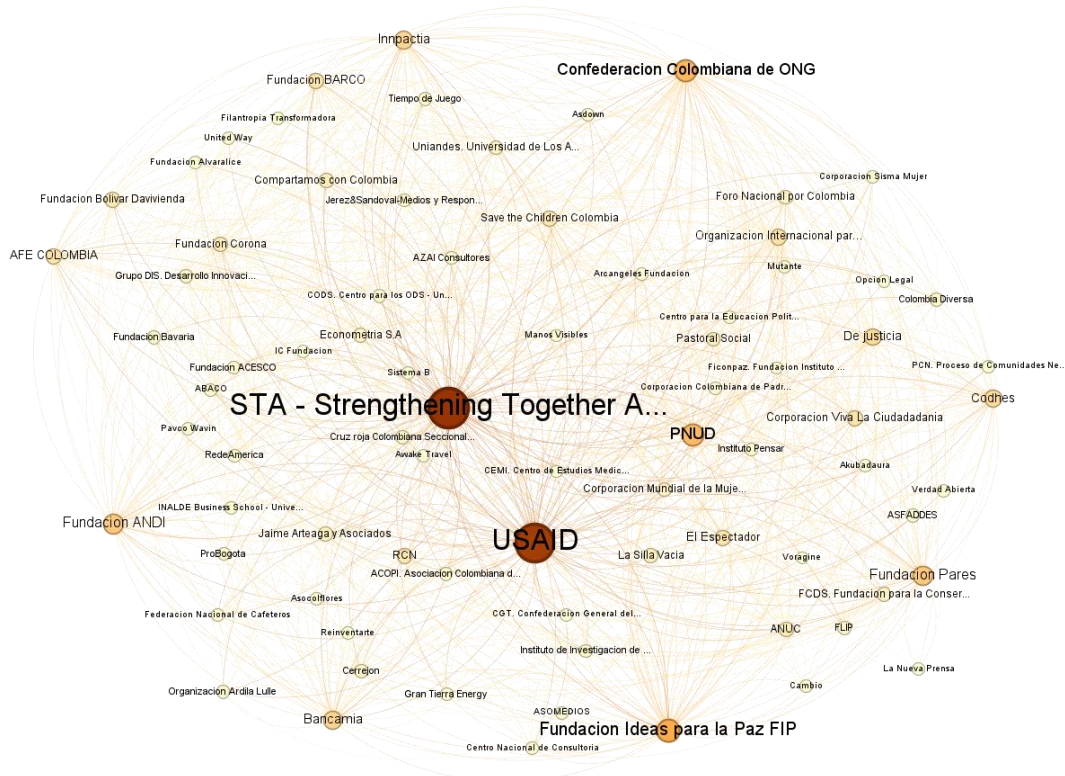 Innpactia
Confederacion Colombiana de ONG
Fundacion BARCO
Tiempo de Juego
Filantropia Transformadora
Asdown
United Way
Uniandes. Universidad de Los A...
Fundacion Alvaralice
Corporacion Sisma Mujer
Compartamos con Colombia
Fundacion Bolivar Davivienda
Jerez&Sandoval-Medios y Respon...
Foro Nacional por Colombia
Save the Children Colombia
Organizacion Internacional par...
Fundacion Corona
AFE COLOMBIA
AZAI Consultores
Mutante
Grupo DIS. Desarrollo Innovaci...
Arcangeles Fundacion
Opcion Legal
CODS. Centro para los ODS - Un...
Colombia Diversa
Centro para la Educacion Polit...
Fundacion Bavaria
Econometria S.A
Manos Visibles
Pastoral Social
De justicia
IC Fundacion
Fundacion ACESCO
Sistema B
Ficonpaz. Fundacion Instituto ...
PCN. Proceso de Comunidades Ne...
ABACO
Corporacion Colombiana de Padr...
Codhes
STA - Strengthening Together A...
Corporacion Viva La Ciudadadania
Pavco Wavin
Cruz roja Colombiana Seccional...
PNUD
Instituto Pensar
RedeAmerica
Awake Travel
Akubadaura
CEMI. Centro de Estudios Medic...
Corporacion Mundial de la Muje...
Verdad Abierta
INALDE Business School - Unive...
ASFADDES
Fundacion ANDI
Jaime Arteaga y Asociados
USAID
El Espectador
ProBogota
RCN
La Silla Vacia
Voragine
ACOPI. Asociacion Colombiana d...
Fundacion Pares
FCDS. Fundacion para la Conser...
Asocolflores
Federacion Nacional de Cafeteros
CGT. Confederacion General del...
Reinventarte
ANUC
FLIP
Instituto de Investigacion de ...
Cerrejon
La Nueva Prensa
Organización Ardila Lulle
Gran Tierra Energy
Cambio
Bancamia
ASOMEDIOS
Fundacion Ideas para la Paz FIP
Centro Nacional de Consultoria